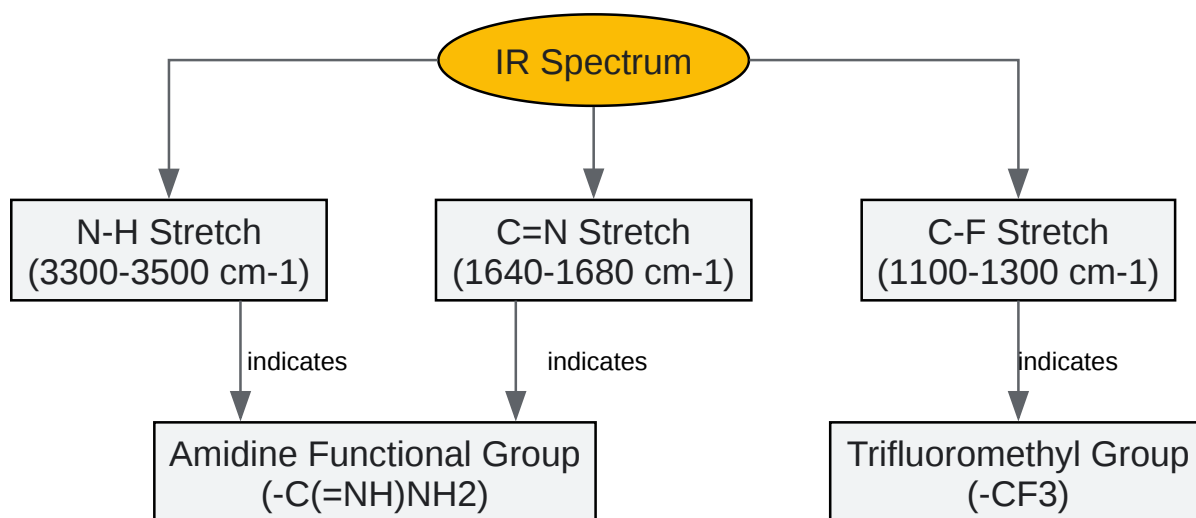 IR Spectrum
N-H Stretch
(3300-3500 cm-1)
C=N Stretch
(1640-1680 cm-1)
C-F Stretch
(1100-1300 cm-1)
indicates
indicates
indicates
Amidine Functional Group
(-C(=NH)NH2)
Trifluoromethyl Group
(-CF3)